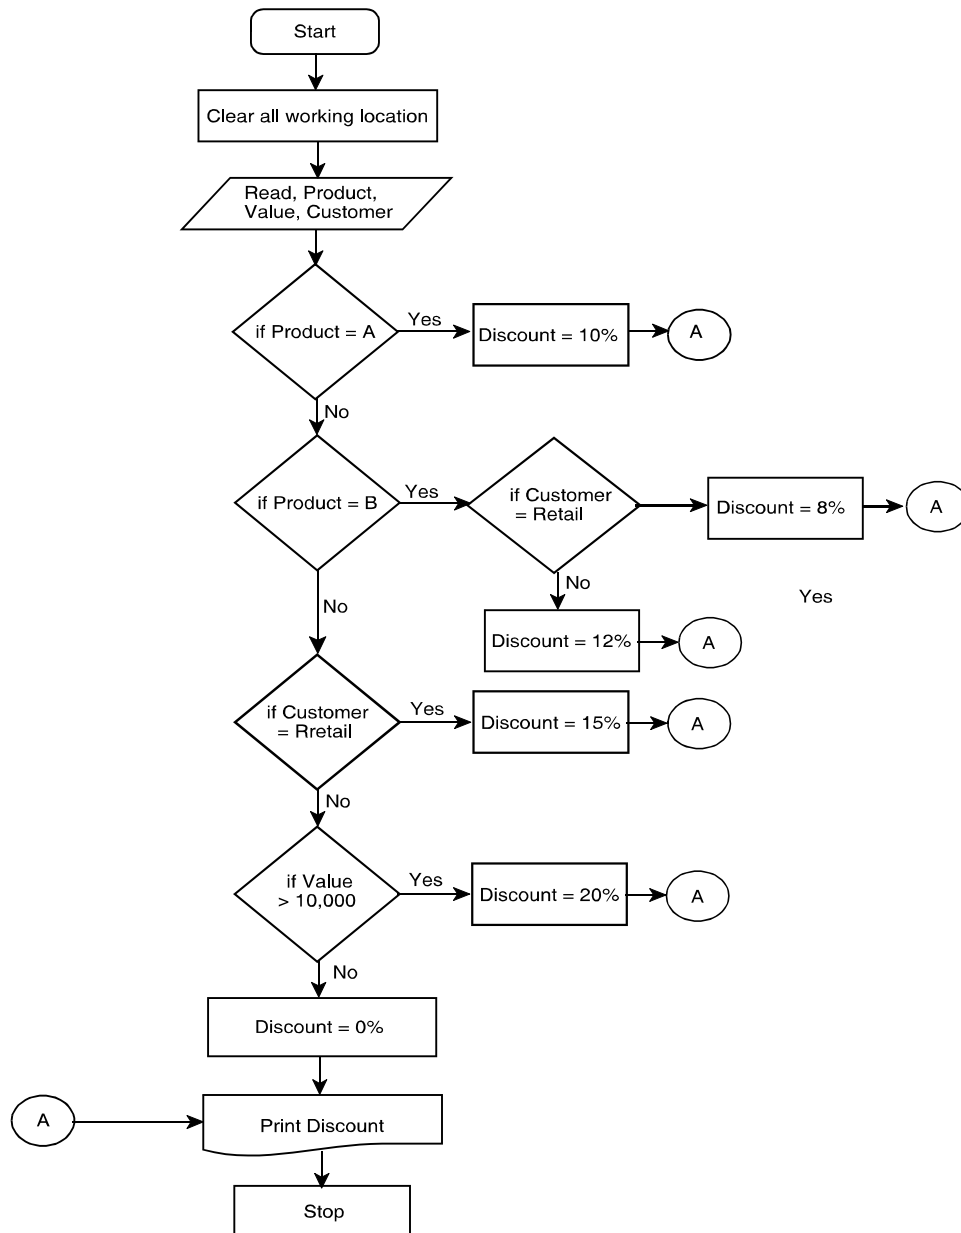 Start
Clear all working location
Read, Product,
Value, Customer
if Product = A
Yes
Discount = 10%
A
No
if Product = B
Yes
if Customer
= Retail
Discount = 8%
A
No
Yes
No
Discount = 12%
A
if Customer
= Rretail
Yes
Discount = 15%
A
No
if Value
> 10,000
Yes
Discount = 20%
A
No
Discount = 0%
A
Print Discount
Stop